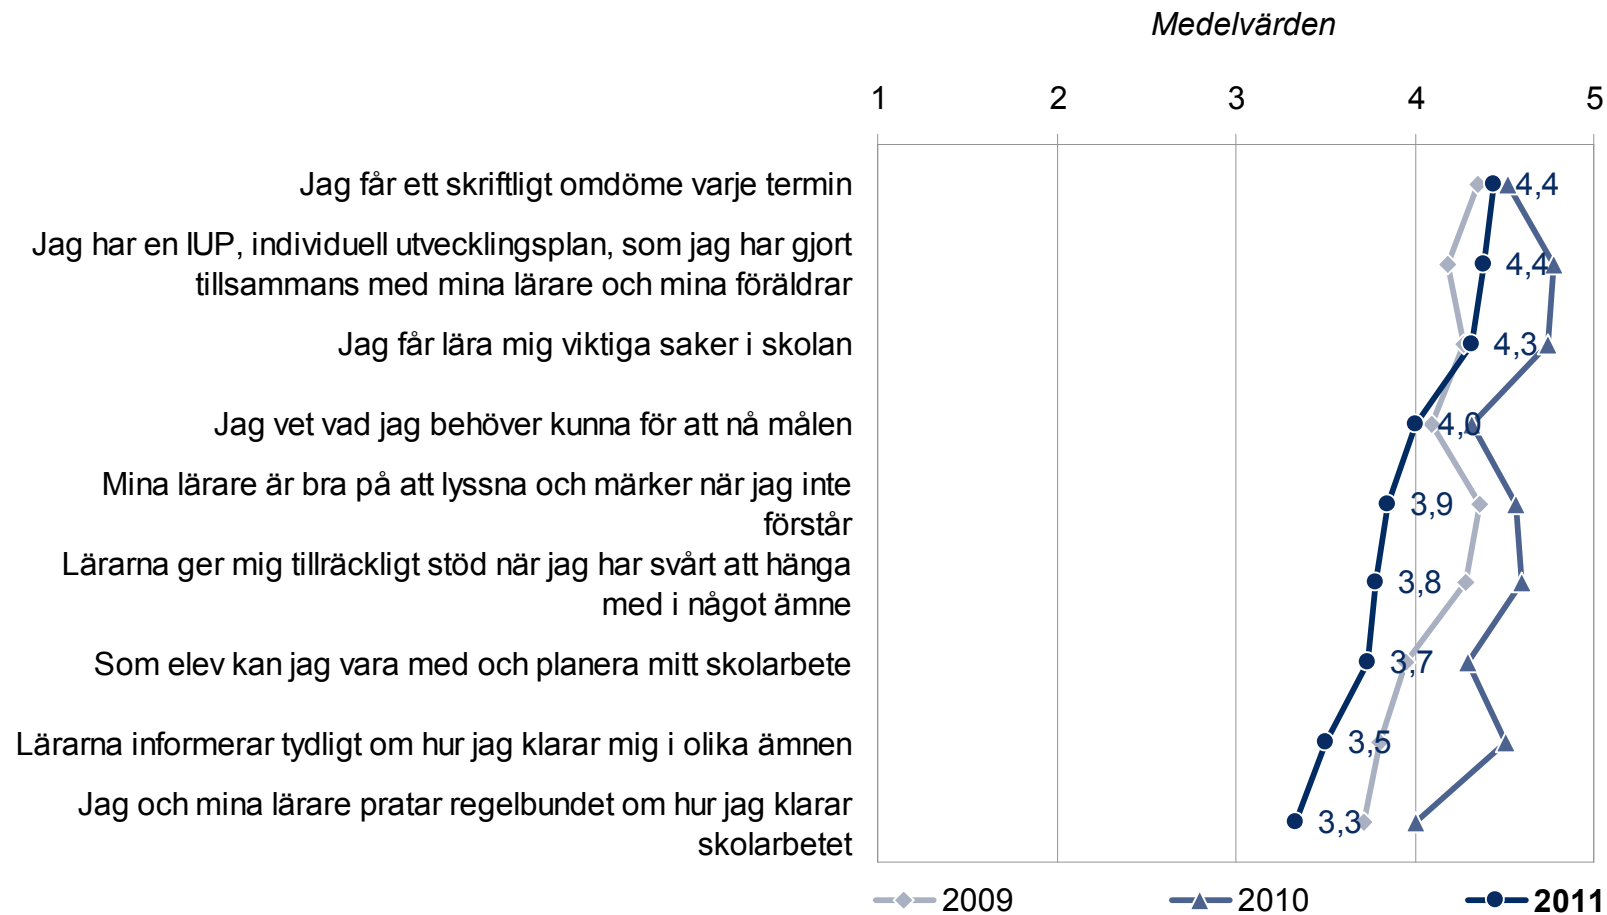 Medelvärden
1 2 3 4 5
Jag får ett skriftligt omdöme varje termin 4,4
Jag har en IUP, individuell utvecklingsplan, som jag har gjort
tillsammans med mina lärare och mina föräldrar 4,4
Jag får lära mig viktiga saker i skolan 4,3
Jag vet vad jag behöver kunna för att nå målen 4,0
Mina lärare är bra på att lyssna och märker när jag inte
förstår 3,9
Lärarna ger mig tillräckligt stöd när jag har svårt att hänga
med i något ämne 3,8
Som elev kan jag vara med och planera mitt skolarbete 3,7
Lärarna informerar tydligt om hur jag klarar mig i olika ämnen 3,5
Jag och mina lärare pratar regelbundet om hur jag klarar
skolarbetet 3,3
2009 2010 2011